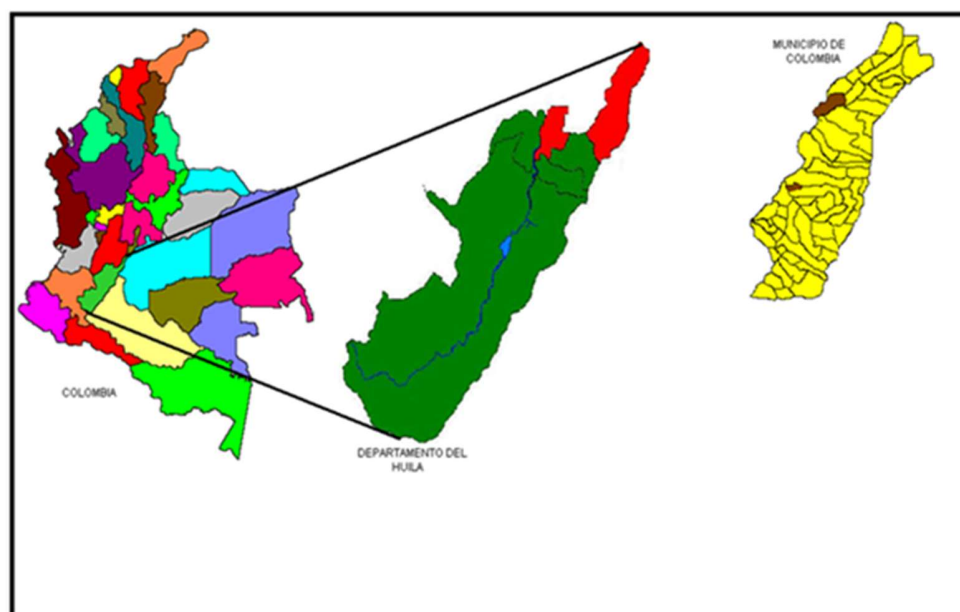 MUNICIPIO DE
COLOMBIA
COLOMBIA
DEPARTAMENTO DEL
HUILA